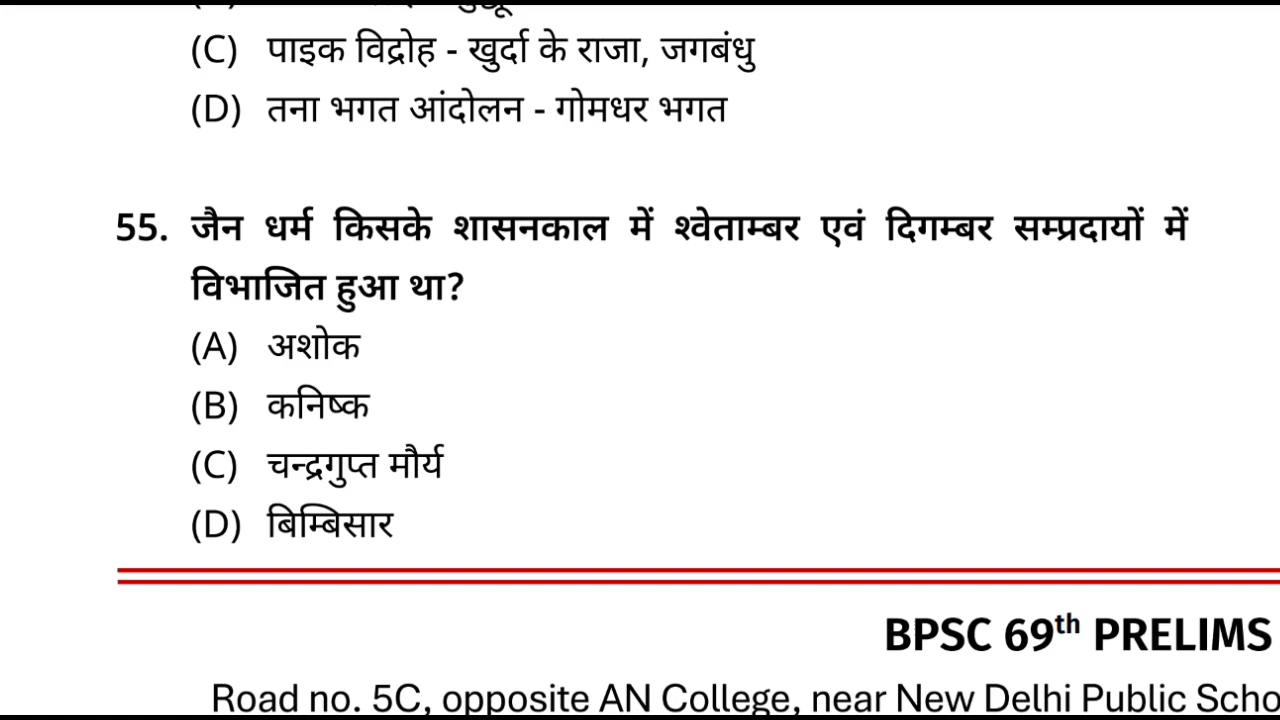 (C) पाइक विद्रोह - खुर्दा के राजा, जगबंधु
(D) तना भगत आंदोलन - गोमधर भगत
55. जैन धर्म किसके शासनकाल में श्वेताम्बर एवं दिगम्बर सम्प्रदायों में
विभाजित हुआ था?
(A) अशोक
(B) कनिष्क
(C) चन्द्रगुप्त मौर्य
(D) बिम्बिसार
BPSC 69th PRELIMS
Road no. 5C, opposite AN College, near New Delhi Public Scho